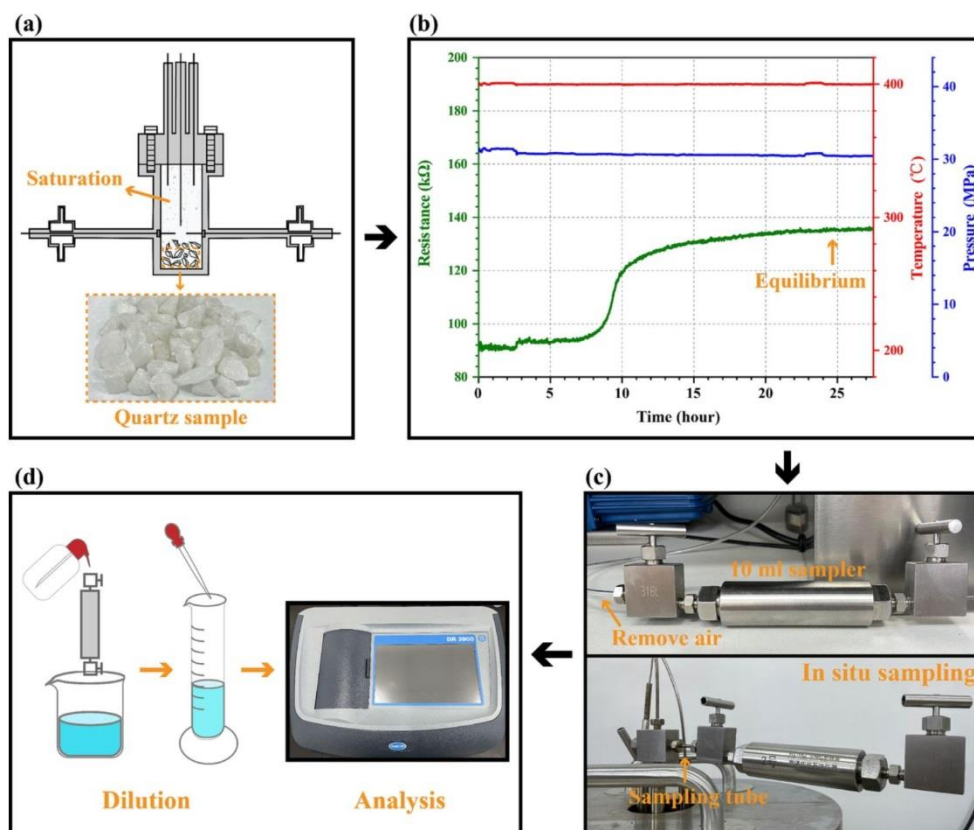 (a)
Saturation
Quartz sample
(b)
200
180
160
140
120
100
80
Resistance (kΩ)
0
5
10
15
20
25
Time (hour)
Equilibrium
400
300
200
Temperature (℃)
40
30
20
10
0
Pressure (MPa)
(c)
10 ml sampler
316L
Remove air
In situ sampling
Sampling tube
(d)
DR 3900
Dilution
Analysis